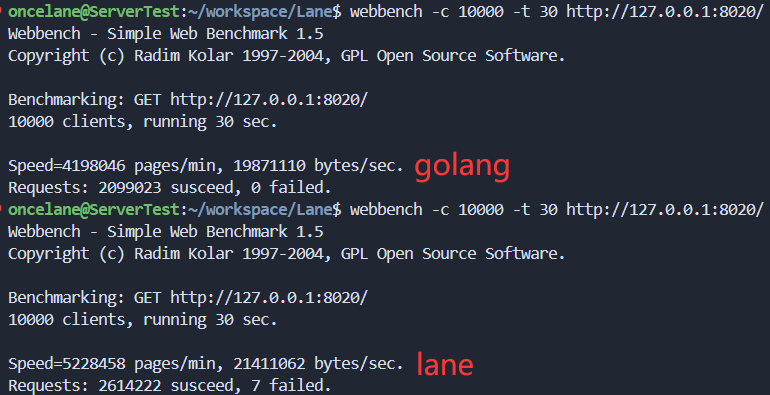 oncelane@ServerTest:~/workspace/Lane$ webbench -c 10000 -t 30 http://127.0.0.1:8020/
Webbench - Simple Web Benchmark 1.5
Copyright (c) Radim Kolar 1997-2004, GPL Open Source Software.
Benchmarking: GET http://127.0.0.1:8020/
10000 clients, running 30 sec.
Speed=4198046 pages/min, 19871110 bytes/sec. golang
Requests: 2099023 susceed, 0 failed.
oncelane@ServerTest:~/workspace/Lane$ webbench -c 10000 -t 30 http://127.0.0.1:8020/
Webbench - Simple Web Benchmark 1.5
Copyright (c) Radim Kolar 1997-2004, GPL Open Source Software.
Benchmarking: GET http://127.0.0.1:8020/
10000 clients, running 30 sec.
Speed=5228458 pages/min, 21411062 bytes/sec. lane
Requests: 2614222 susceed, 7 failed.